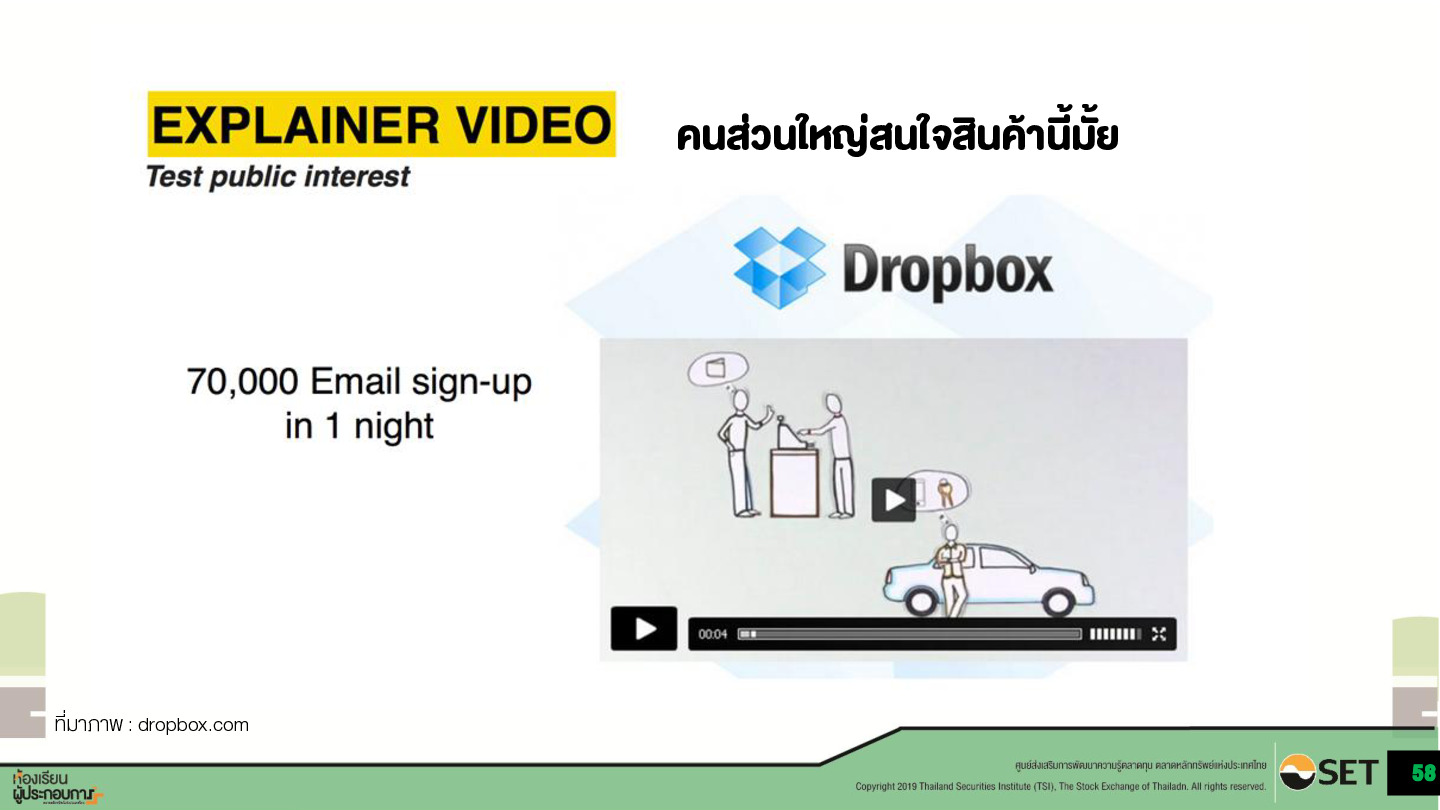 EXPLAINER VIDEO
Test public interest
คนส่วนใหญ่สนใจสินค้านี้มั้ย
Dropbox
70,000 Email sign-up
in 1 night
00:04
ที่มาภาพ : dropbox.com
ห้องเรียน
ผู้ประกอบการ
ศูนย์ส่งเสริมการพัฒนาความรู้ตลาดทุน ตลาดหลักทรัพย์แห่งประเทศไทย
Copyright 2019 Thailand Securities Institute (TSI), The Stock Exchange of Thailadn. All rights reserved.
SET
58